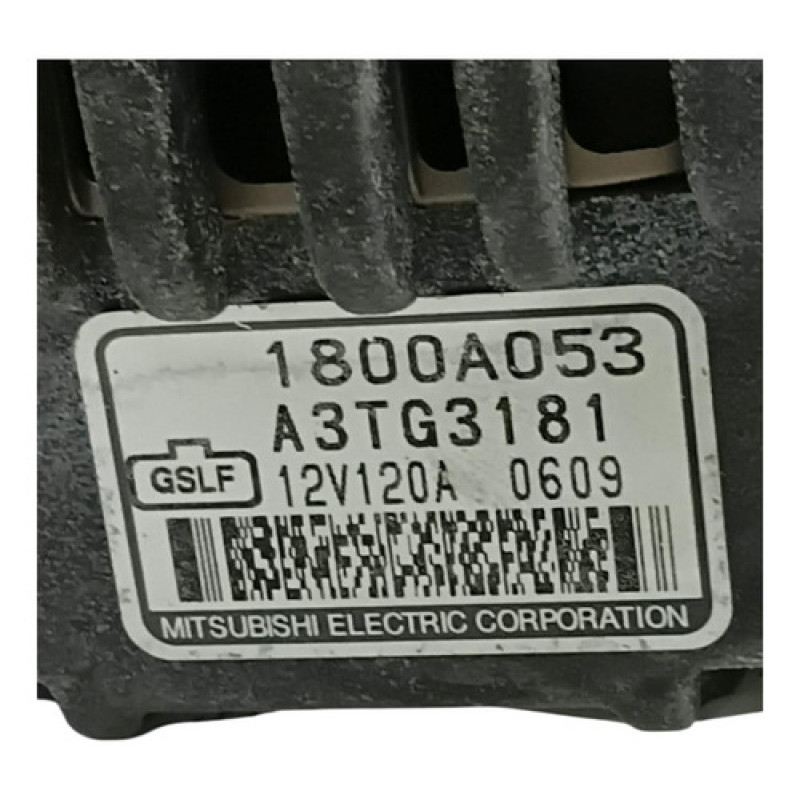 1800A053
A3TG3181
GSLF 12V120A 0609
MITSUBISHI ELECTRIC CORPORATION